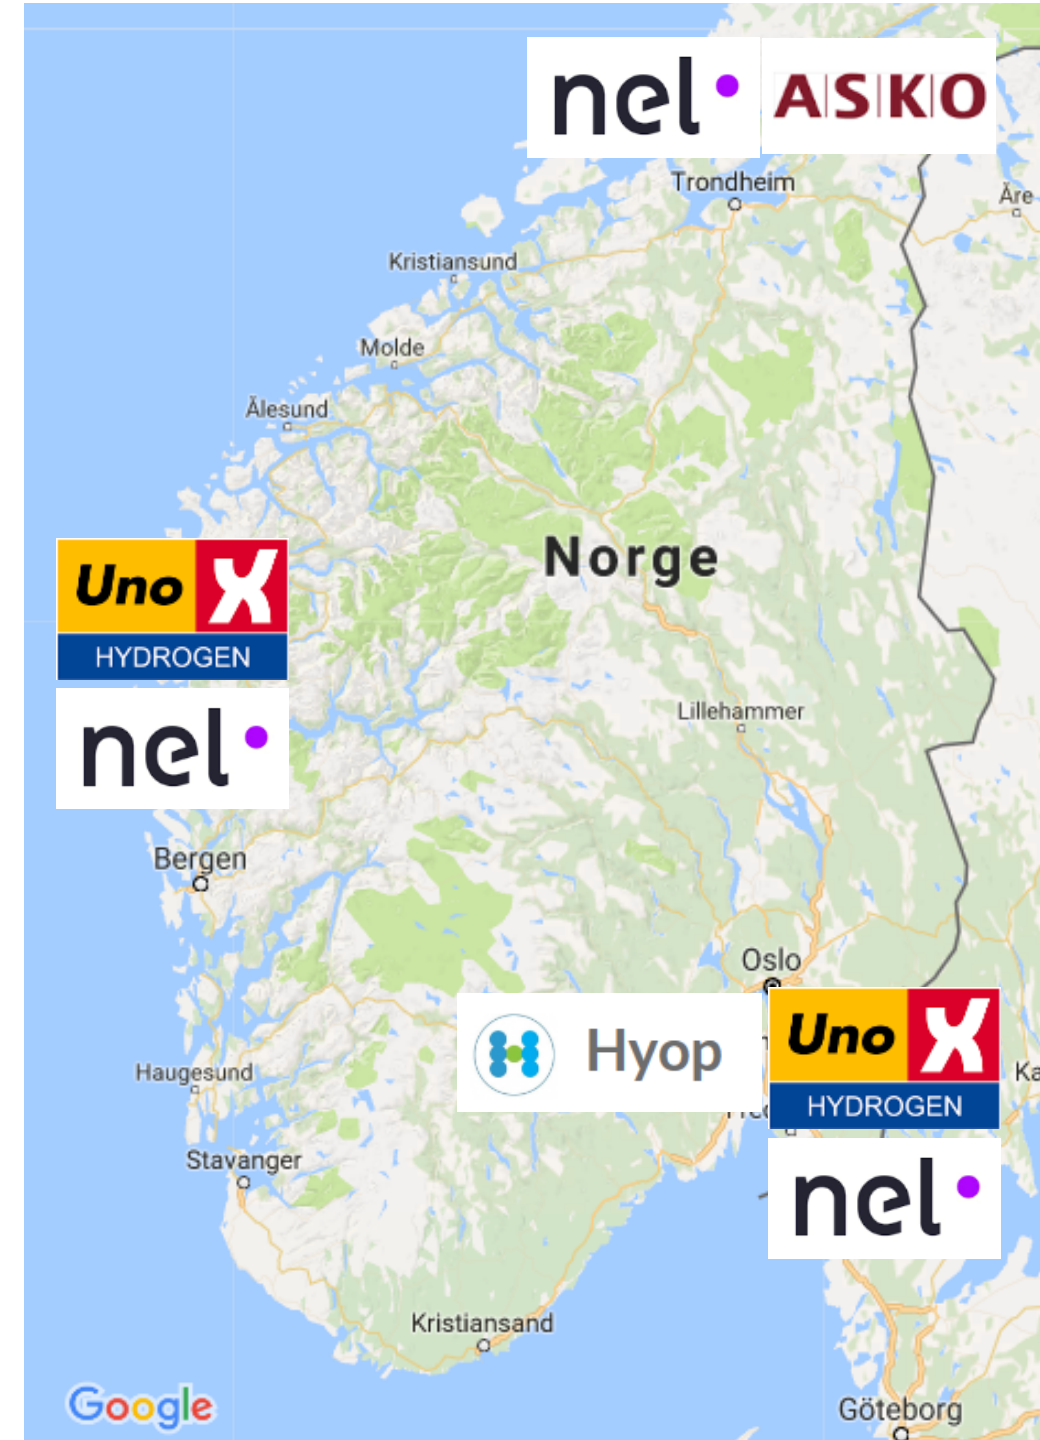 nel
A|S|K|O
Trondheim
Åre
Kristiansund
Molde
Ålesund
Norge
Uno X
HYDROGEN
nel
Lillehammer
Bergen
Oslo
Hyop
Uno X
HYDROGEN
Haugesund
Ka
Stavanger
nel
Kristiansand
Google
Göteborg